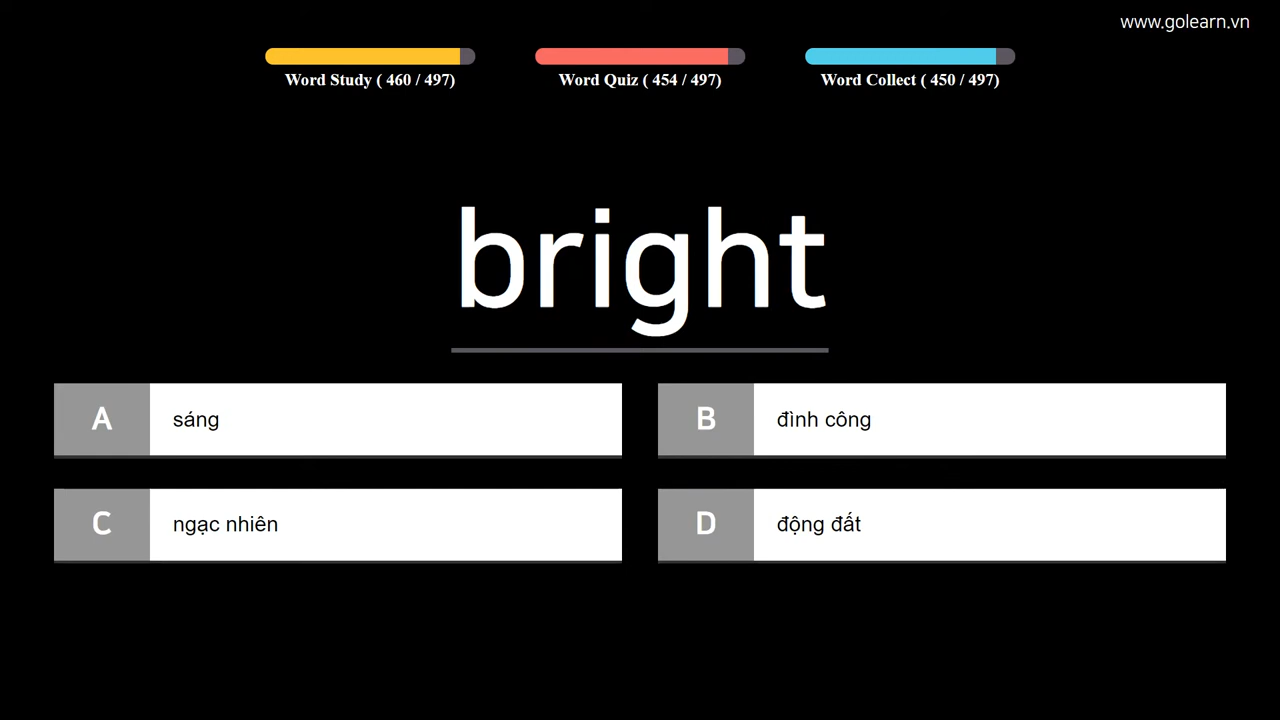 www.golearn.vn
Word Study ( 460 / 497)
Word Quiz ( 454 / 497)
Word Collect ( 450 / 497)
bright
A sáng
B đình công
C ngạc nhiên
D động đất